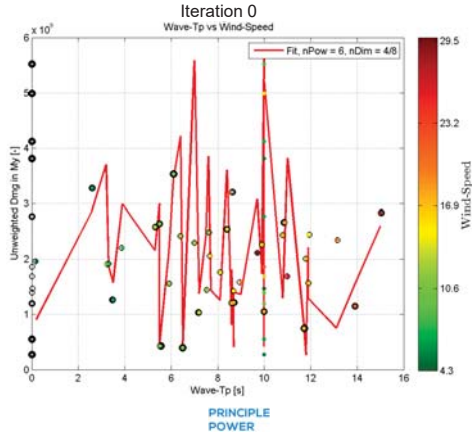 Iteration 0
Wave-Tp vs Wind-Speed
Fit, nPow = 6, nDim = 4/8
Unweighted Dmg in My [-]
6
5
4
3
2
1
0
0
2
4
6
8
10
12
14
16
Wave-Tp [s]
29.5
23.2
16.9
10.6
4.3
Wind-Speed
PRINCIPLE
POWER